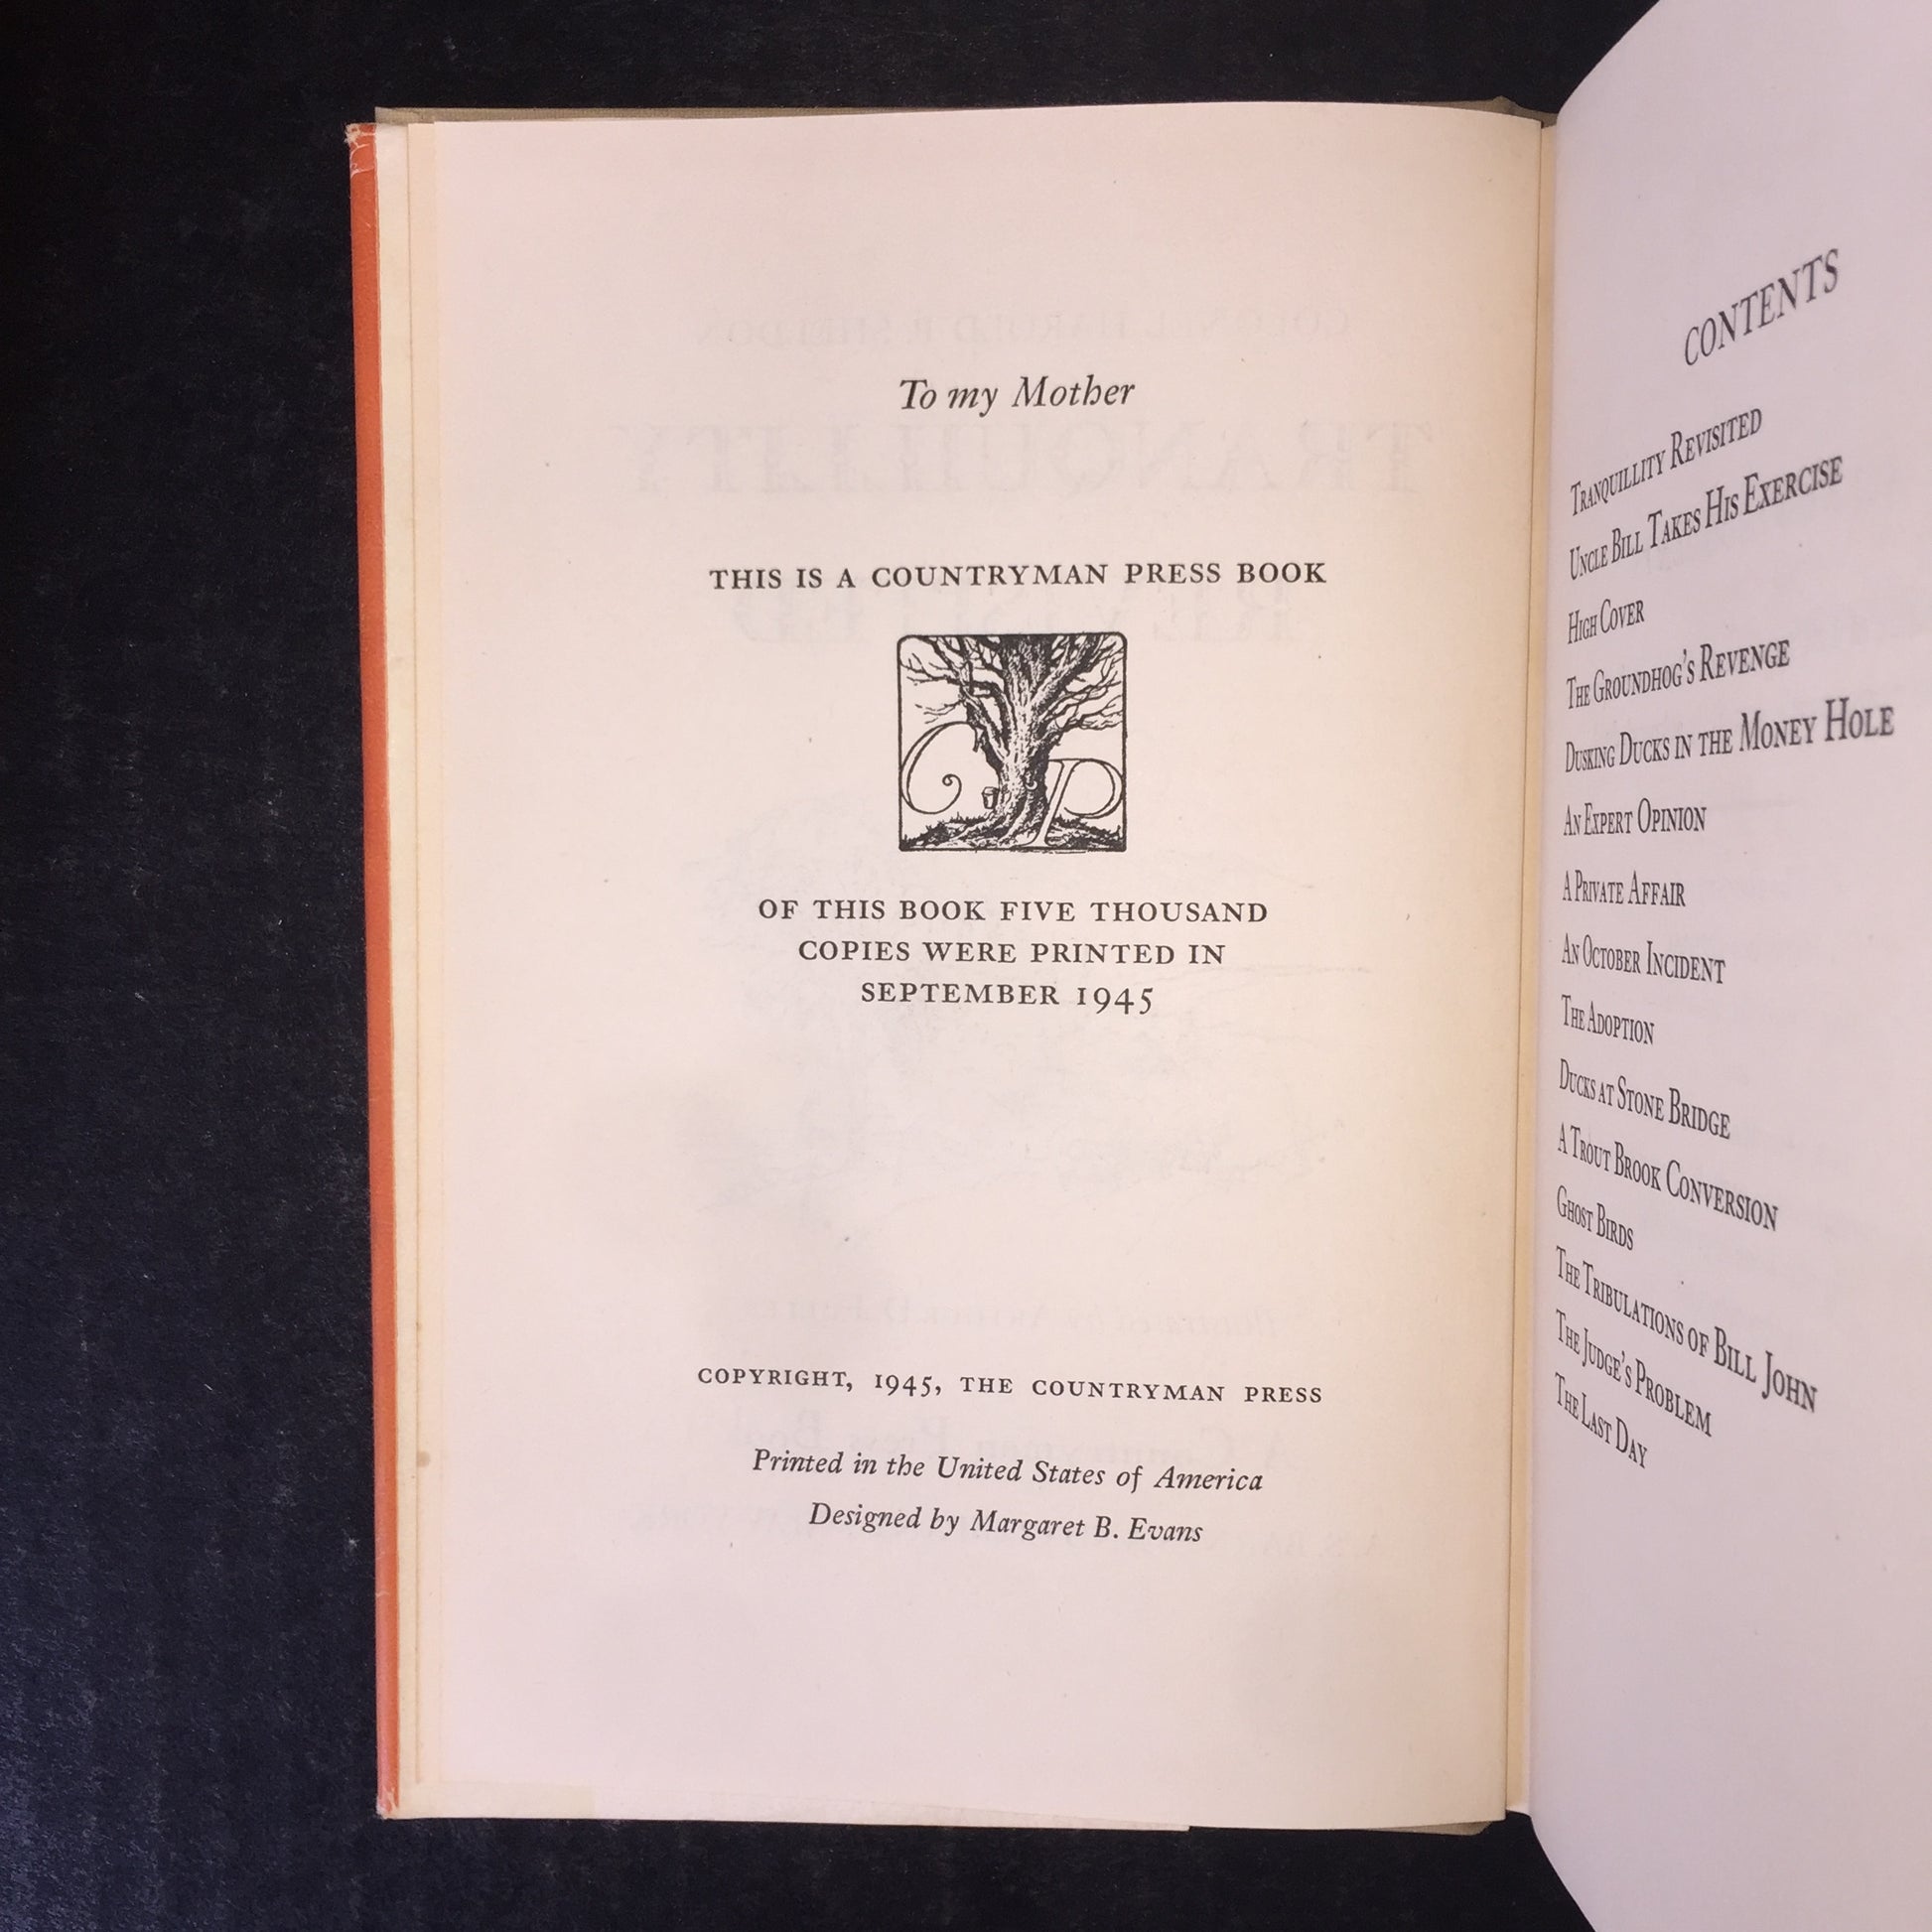 To my Mother
THIS IS A COUNTRYMAN PRESS BOOK
CP
OF THIS BOOK FIVE THOUSAND
COPIES WERE PRINTED IN
SEPTEMBER 1945
COPYRIGHT, 1945, THE COUNTRYMAN PRESS
Printed in the United States of America
Designed by Margaret B. Evans
CONTENTS
TRANQUILLITY REVISITED
UNCLE BILL TAKES HIS EXERCISE
HIGH COVER
THE GROUNDHOG'S REVENGE
DUSKING DUCKS IN THE MONEY HOLE
AN EXPERT OPINION
A PRIVATE AFFAIR
AN OCTOBER INCIDENT
THE ADOPTION
DUCKS AT STONE BRIDGE
A TROUT BROOK CONVERSION
GHOST BIRDS
THE TRIBULATIONS OF BILL JOHN
THE JUDGE'S PROBLEM
THE LAST DAY